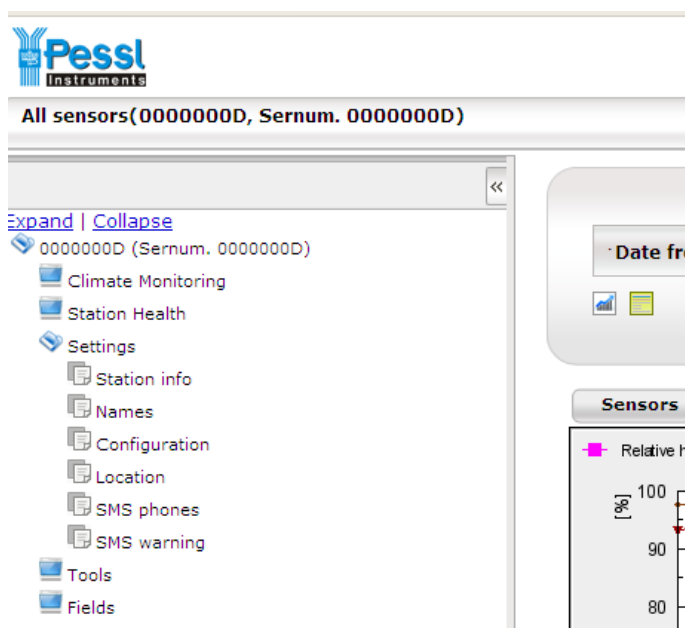 Pessl
Instruments
All sensors(0000000D, Sernum. 0000000D)
«
Expand | Collapse
0000000D (Sernum. 0000000D)
Climate Monitoring
Station Health
Settings
Station info
Names
Configuration
Location
SMS phones
SMS warning
Tools
Fields
Date fr
Sensors
Relative h
[%]
100
90
80